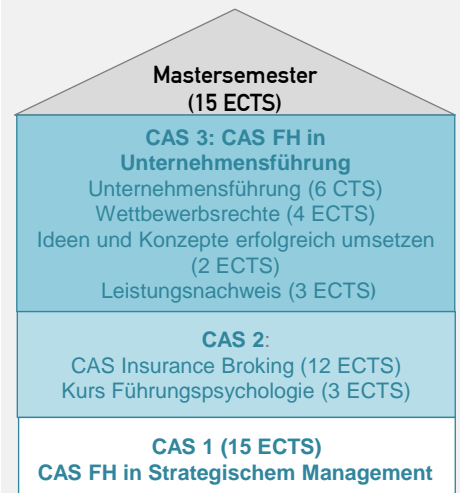 Mastersemester
(15 ECTS)
CAS 3: CAS FH in
Unternehmensführung
Unternehmensführung (6 CTS)
Wettbewerbsrechte (4 ECTS)
Ideen und Konzepte erfolgreich umsetzen
(2 ECTS)
Leistungsnachweis (3 ECTS)
CAS 2:
CAS Insurance Broking (12 ECTS)
Kurs Führungspsychologie (3 ECTS)
CAS 1 (15 ECTS)
CAS FH in Strategischem Management